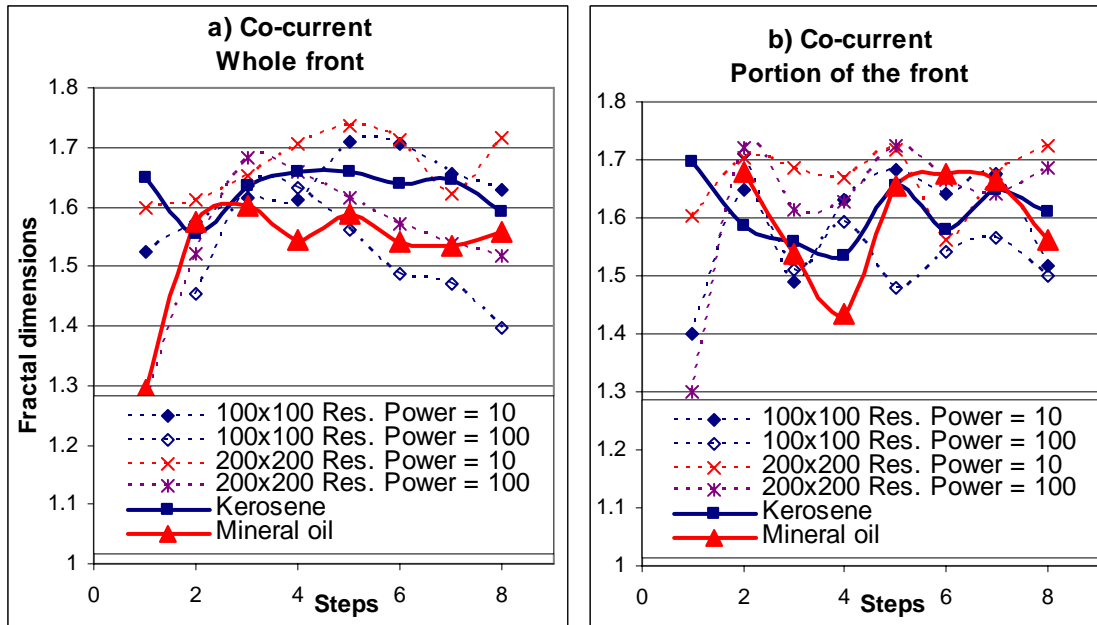 a) Co-current
Whole front
1.8
1.7
1.6
1.5
1.4
1.3
1.2
1.1
1
Fractal dimensions
100x100 Res. Power = 10
100x100 Res. Power = 100
200x200 Res. Power = 10
200x200 Res. Power = 100
Kerosene
Mineral oil
0
2
4
6
8
Steps
b) Co-current
Portion of the front
1.8
1.7
1.6
1.5
1.4
1.3
1.2
1.1
1
100x100 Res. Power = 10
100x100 Res. Power = 100
200x200 Res. Power = 10
200x200 Res. Power = 100
Kerosene
Mineral oil
0
2
4
6
8
Steps